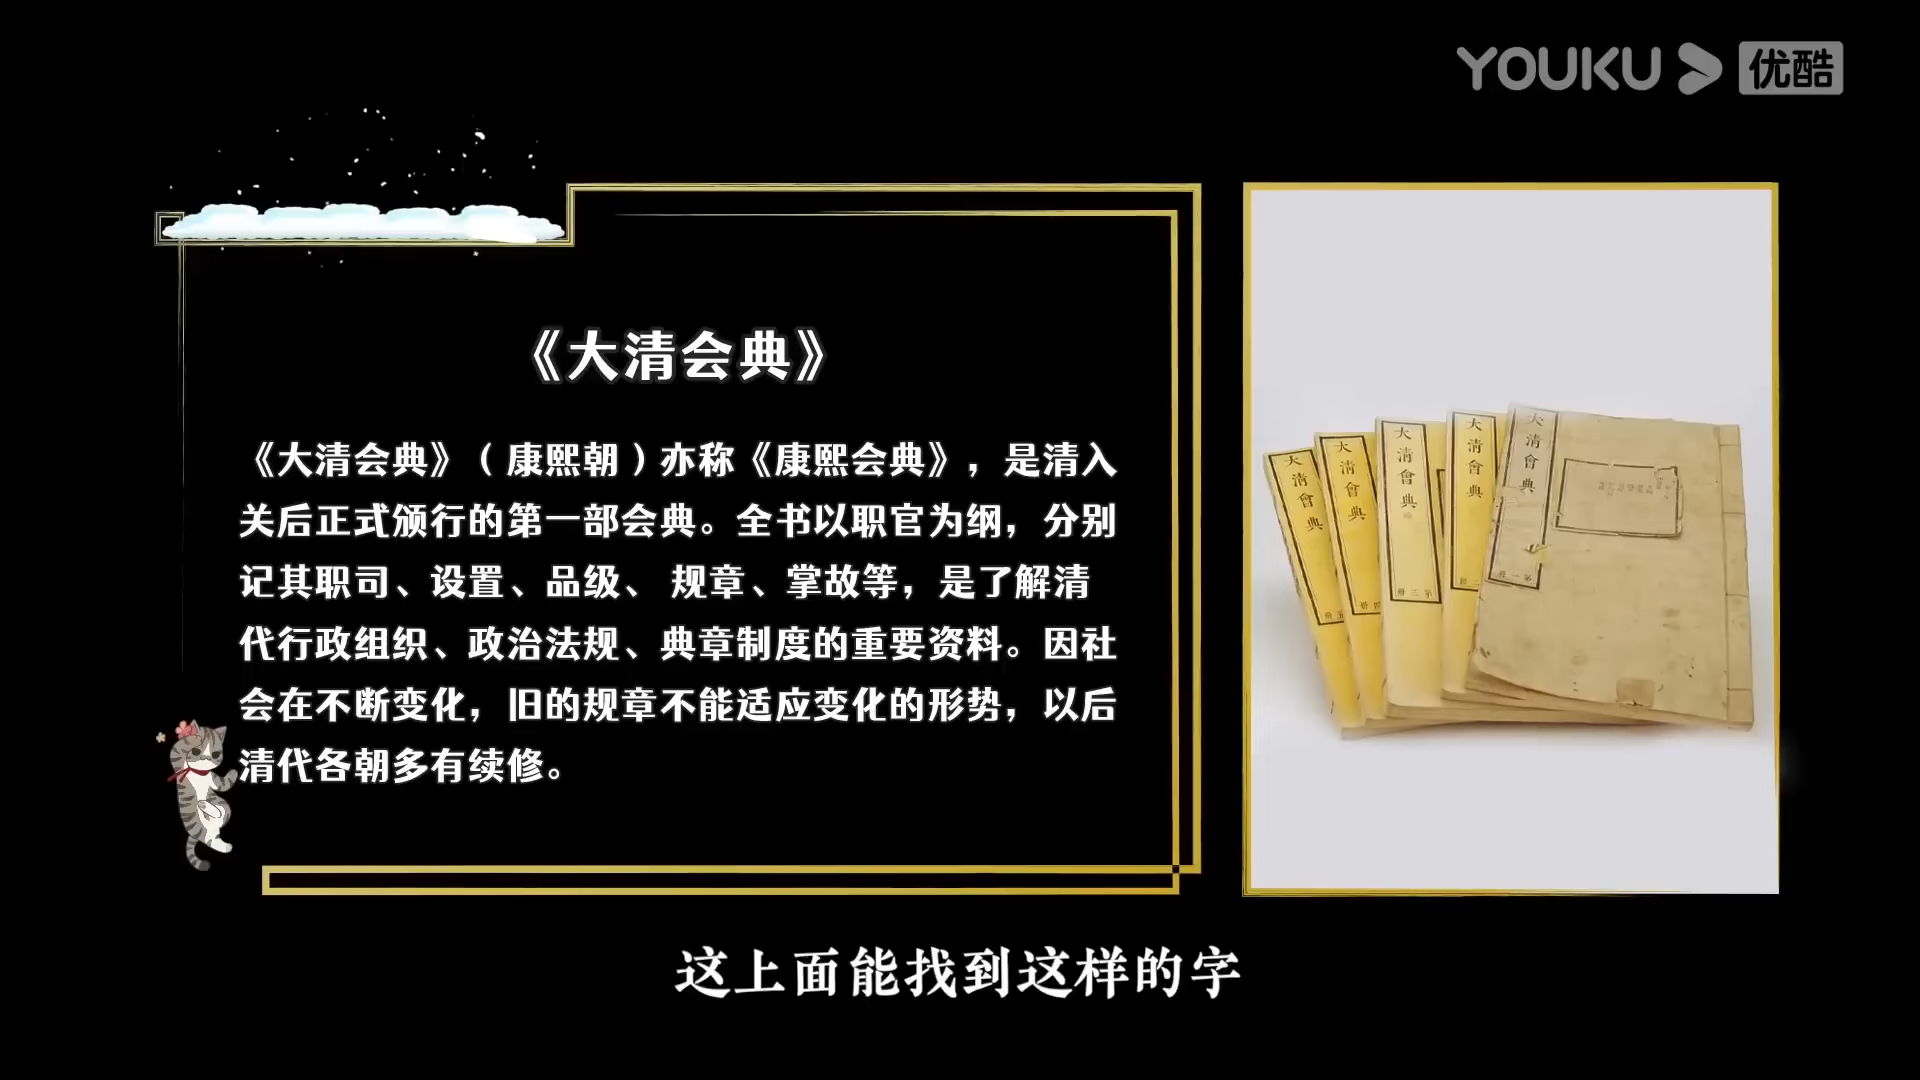 YOUKU 优酷
《大清会典》
《大清会典》（康熙朝）亦称《康熙会典》，是清入
关后正式颁行的第一部会典。全书以职官为纲，分别
记其职司、设置、品级、 规章、掌故等，是了解清
代行政组织、政治法规、典章制度的重要资料。因社
会在不断变化，旧的规章不能适应变化的形势，以后
清代各朝多有续修。
大清會典
大清會典
大清會典
大清會典
大清會典
这上面能找到这样的字